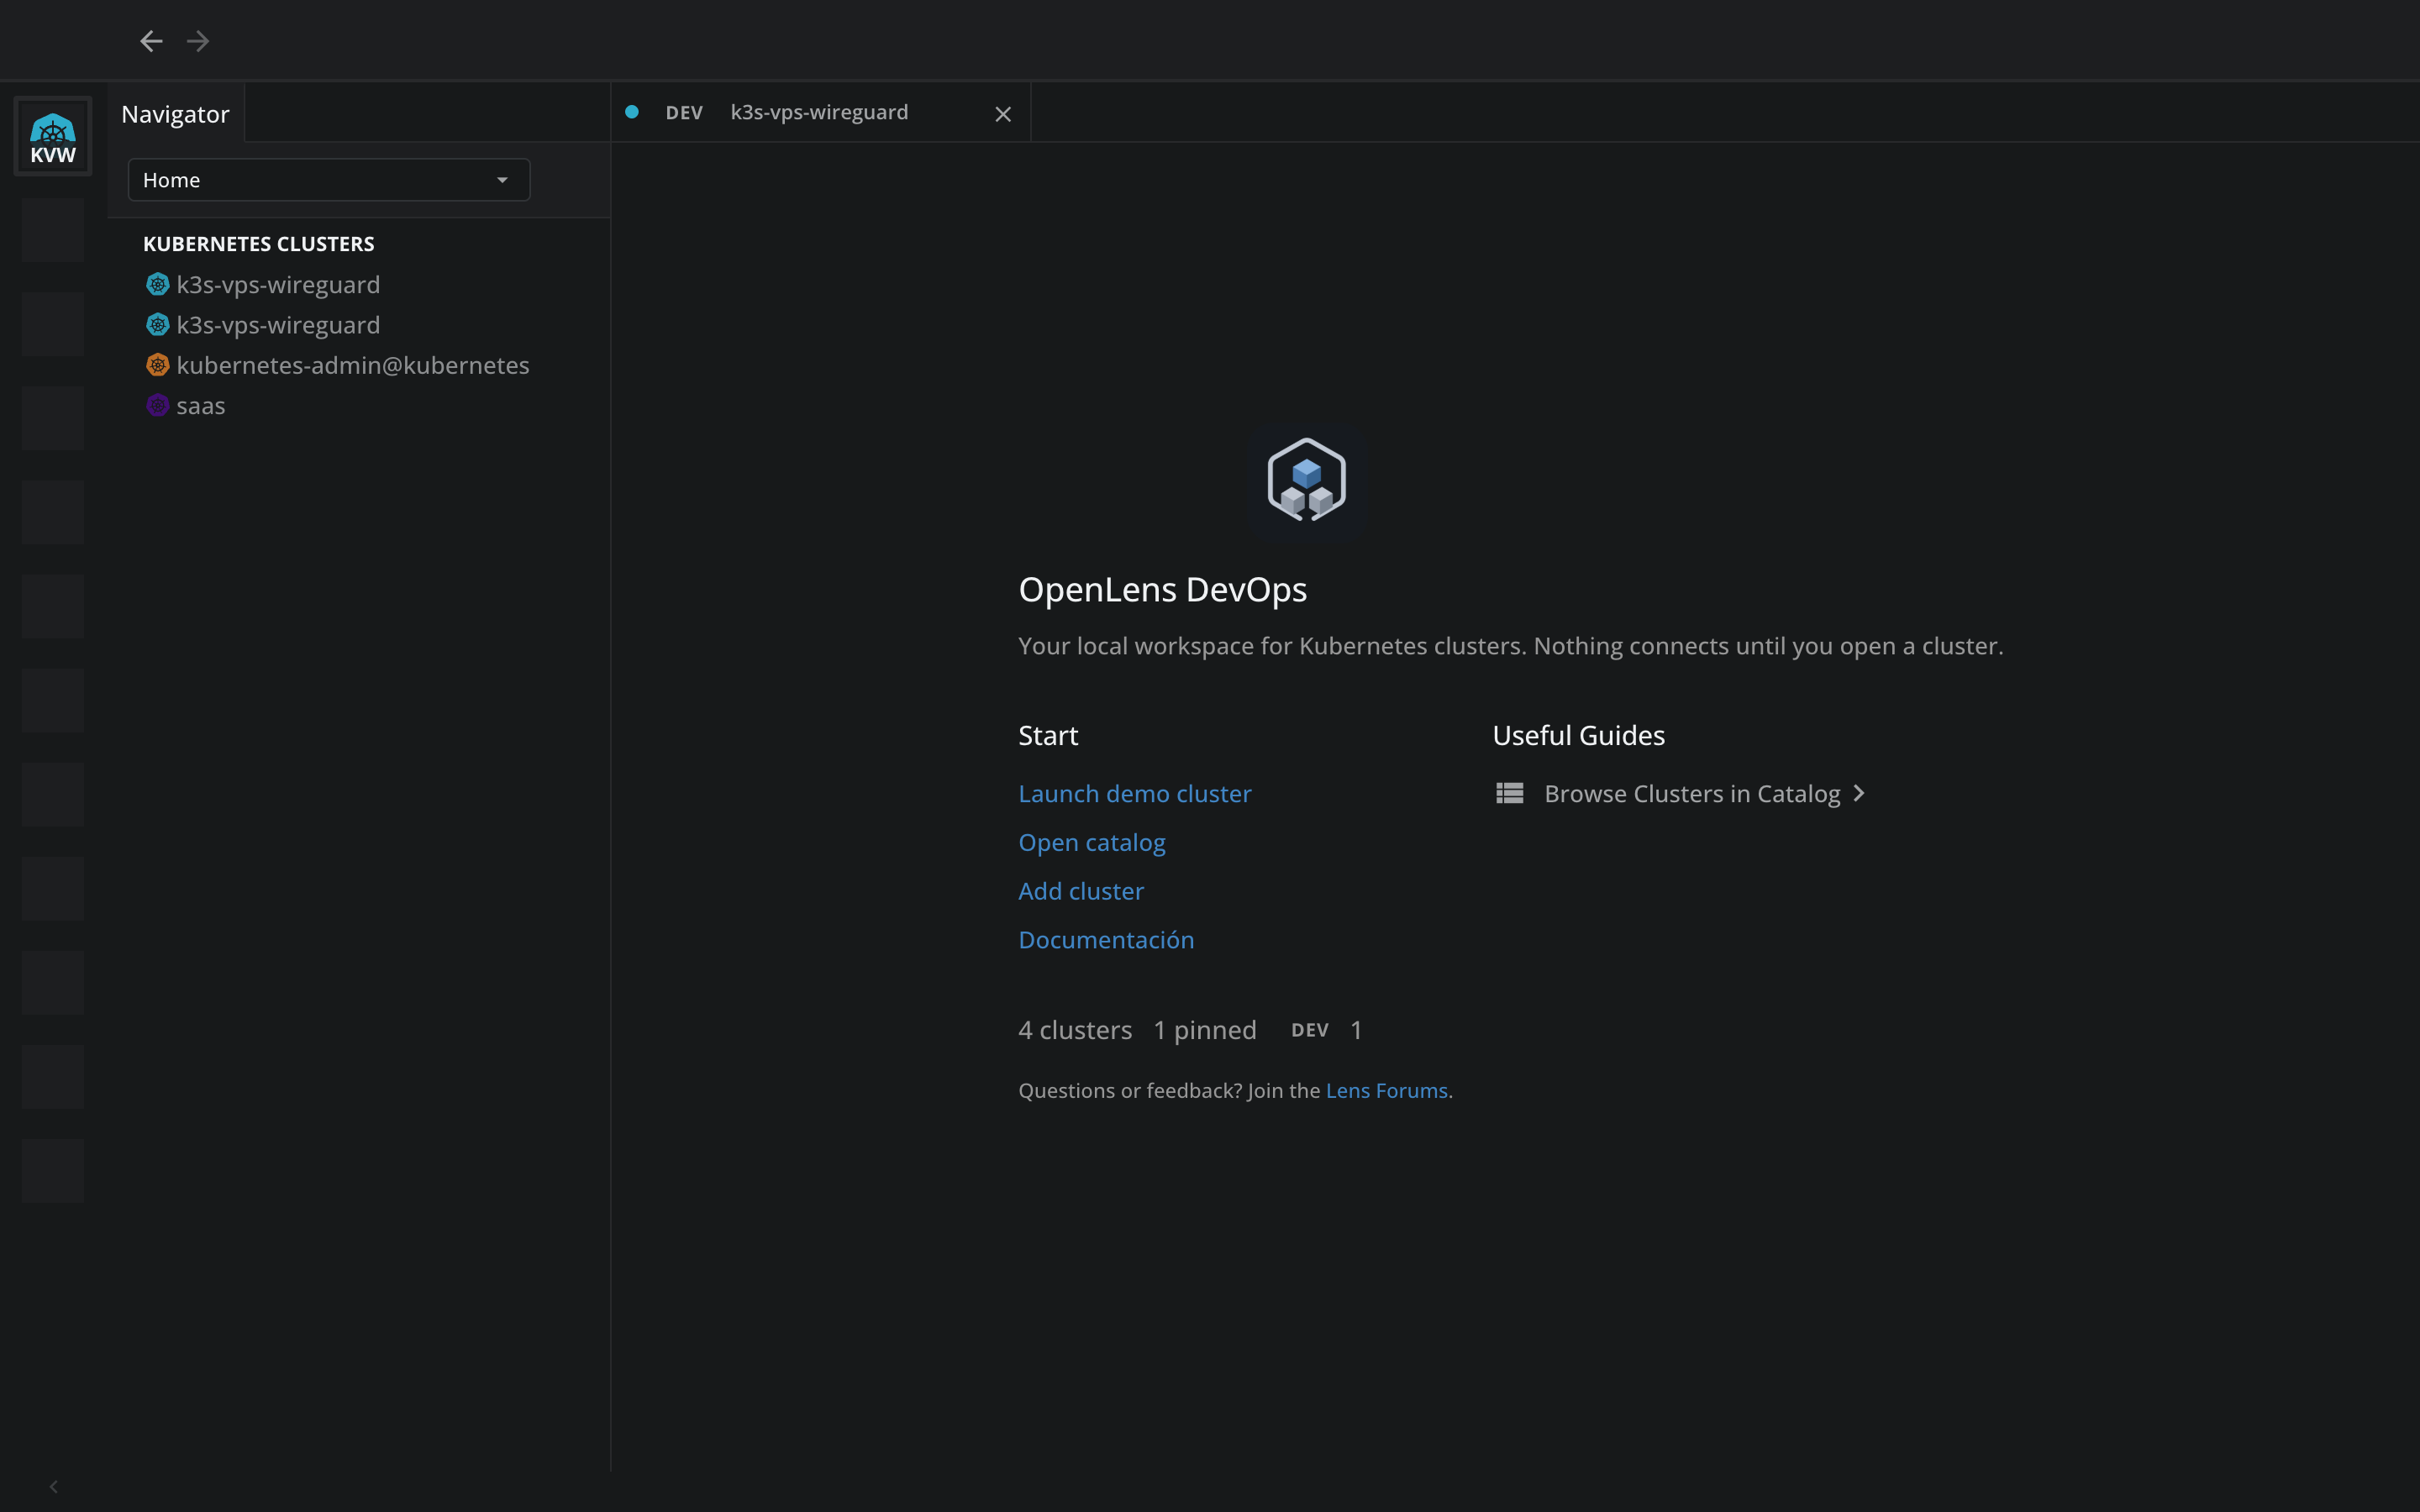 Navigator
DEV k3s-vps-wireguard
KVW
Home
KUBERNETES CLUSTERS
k3s-vps-wireguard
k3s-vps-wireguard
kubernetes-admin@kubernetes
saas
OpenLens DevOps
Your local workspace for Kubernetes clusters. Nothing connects until you open a cluster.
Start
Launch demo cluster
Open catalog
Add cluster
Documentación
Useful Guides
Browse Clusters in Catalog
4 clusters 1 pinned DEV 1
Questions or feedback? Join the Lens Forums.